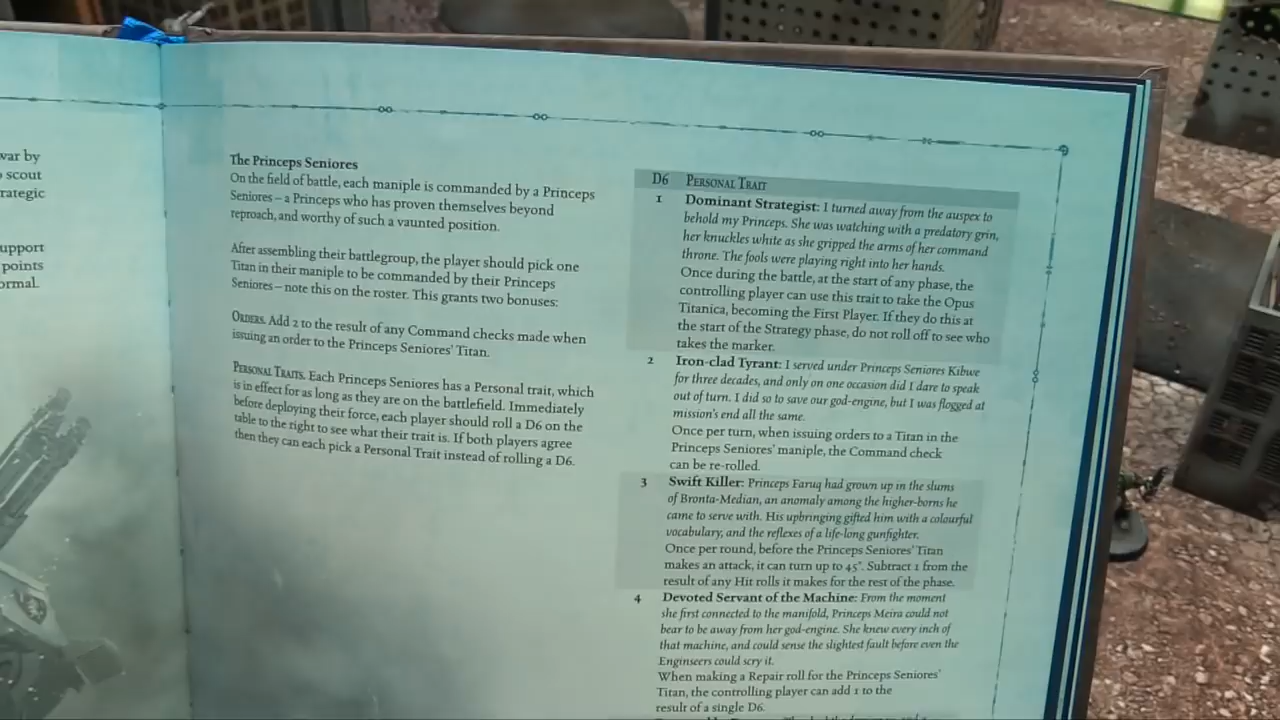 war by
scout
rategic
upport
points
ormal.
The Princeps Seniores
On the field of battle, each maniple is commanded by a Princeps
Seniores – a Princeps who has proven themselves beyond
reproach, and worthy of such a vaunted position.
After assembling their battlegroup, the player should pick one
Titan in their maniple to be commanded by their Princeps
Seniores – note this on the roster. This grants two bonuses:
Orders. Add 2 to the result of any Command checks made when
issuing an order to the Princeps Seniores' Titan.
Personal Traits. Each Princeps Seniores has a Personal trait, which
is in effect for as long as they are on the battlefield. Immediately
before deploying their force, each player should roll a D6 on the
table to the right to see what their trait is. If both players agree
then they can each pick a Personal Trait instead of rolling a D6.
D6 Personal Trait
1 Dominant Strategist: I turned away from the auspex to
behold my Princeps. She was watching with a predatory grin,
her knuckles white as she gripped the arms of her command
throne. The fools were playing right into her hands.
Once during the battle, at the start of any phase, the
controlling player can use this trait to take the Opus
Titanica, becoming the First Player. If they do this at
the start of the Strategy phase, do not roll off to see who
takes the marker.
2 Iron-clad Tyrant: I served under Princeps Seniores Kibwe
for three decades, and only on one occasion did I dare to speak
out of turn. I did so to save our god-engine, but I was flogged at
mission's end all the same.
Once per turn, when issuing orders to a Titan in the
Princeps Seniores' maniple, the Command check
can be re-rolled.
3 Swift Killer: Princeps Faruq had grown up in the slums
of Bronta-Median, an anomaly among the higher-borns he
came to serve with. His upbringing gifted him with a colourful
vocabulary, and the reflexes of a life-long gunfighter.
Once per round, before the Princeps Seniores' Titan
makes an attack, it can turn up to 45°. Subtract 1 from the
result of any Hit rolls it makes for the rest of the phase.
4 Devoted Servant of the Machine: From the moment
she first connected to the manifold, Princeps Meira could not
bear to be away from her god-engine. She knew every inch of
that machine, and could sense the slightest fault before even the
Engineers could scry it.
When making a Repair roll for the Princeps Seniores'
Titan, the controlling player can add 1 to the
result of a single D6.